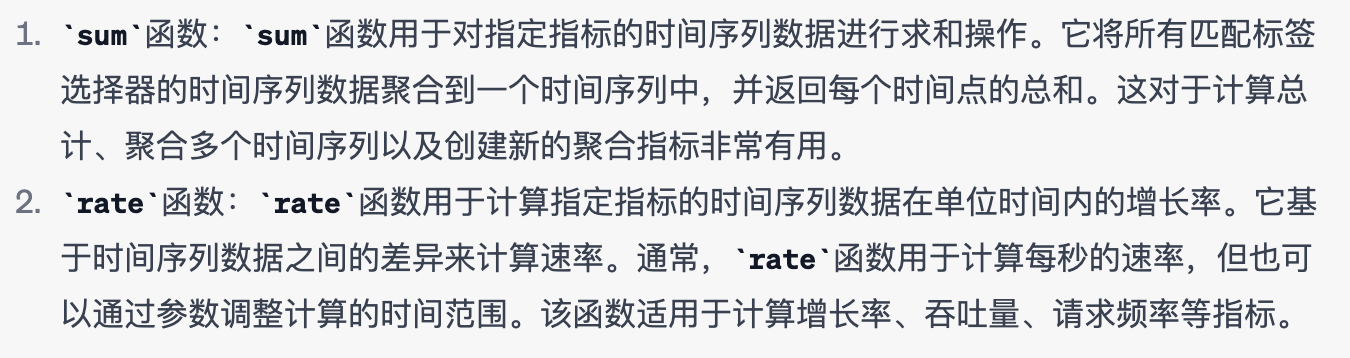 1. `sum`函数：`sum`函数用于对指定指标的时间序列数据进行求和操作。它将所有匹配标签
选择器的时间序列数据聚合到一个时间序列中，并返回每个时间点的总和。这对于计算总
计、聚合多个时间序列以及创建新的聚合指标非常有用。
2. `rate`函数：`rate`函数用于计算指定指标的时间序列数据在单位时间内的增长率。它基
于时间序列数据之间的差异来计算速率。通常，`rate`函数用于计算每秒的速率，但也可
以通过参数调整计算的时间范围。该函数适用于计算增长率、吞吐量、请求频率等指标。